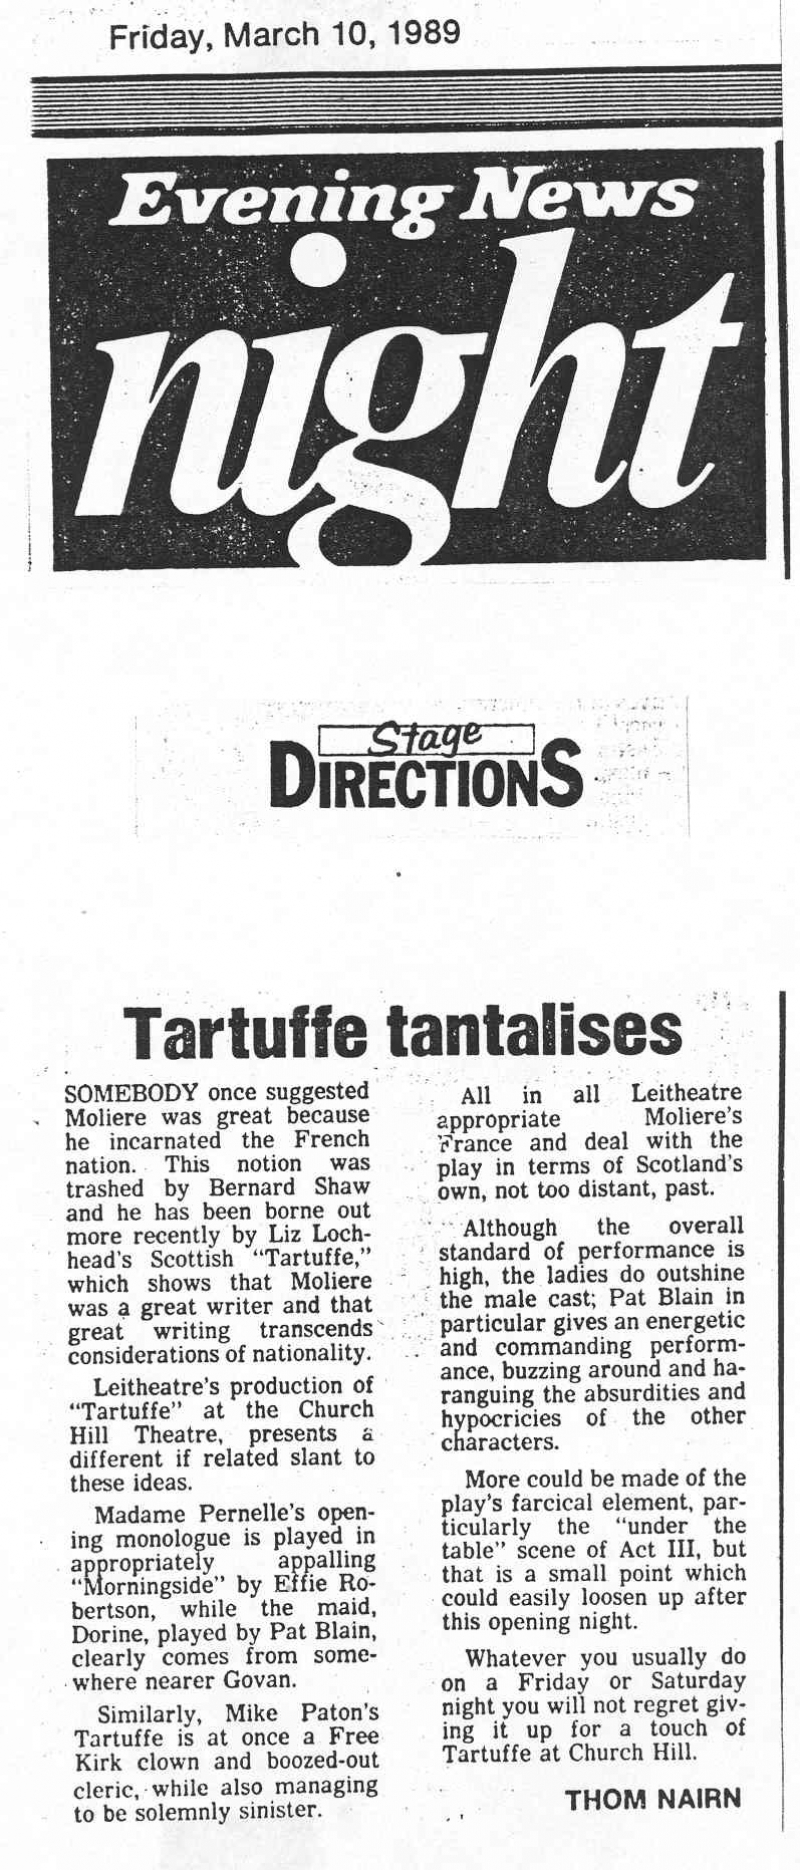 Friday, March 10, 1989
Evening News
night
Stage
DIRECTIONS
Tartuffe tantalises
SOMEBODY once suggested
Moliere was great because
he incarnated the French
nation. This notion was
trashed by Bernard Shaw
and he has been borne out
more recently by Liz Loch-
head's Scottish “Tartuffe,”
which shows that Moliere
was a great writer and that
great writing transcends
considerations of nationality.
Leitheatre's production of
“Tartuffe” at the Church
Hill Theatre, presents a
different if related slant to
these ideas.
Madame Pernelle's open-
ing monologue is played in
appropriately appalling
“Morningside” by Effie Ro-
bertson, while the maid,
Dorine, played by Pat Blain,
clearly comes from some-
where nearer Govan.
Similarly, Mike Paton's
Tartuffe is at once a Free
Kirk clown and boozed-out
cleric, while also managing
to be solemnly sinister.
All in all Leitheatre
appropriate Moliere's
France and deal with the
play in terms of Scotland's
own, not too distant, past.
Although the overall
standard of performance is
high, the ladies do outshine
the male cast; Pat Blain in
particular gives an energetic
and commanding perform-
ance, buzzing around and ha-
ranguing the absurdities and
hypocricies of the other
characters.
More could be made of the
play's farcical element, par-
ticularly the “under the
table” scene of Act III, but
that is a small point which
could easily loosen up after
this opening night.
Whatever you usually do
on a Friday or Saturday
night you will not regret giv-
ing it up for a touch of
Tartuffe at Church Hill.
THOM NAIRN